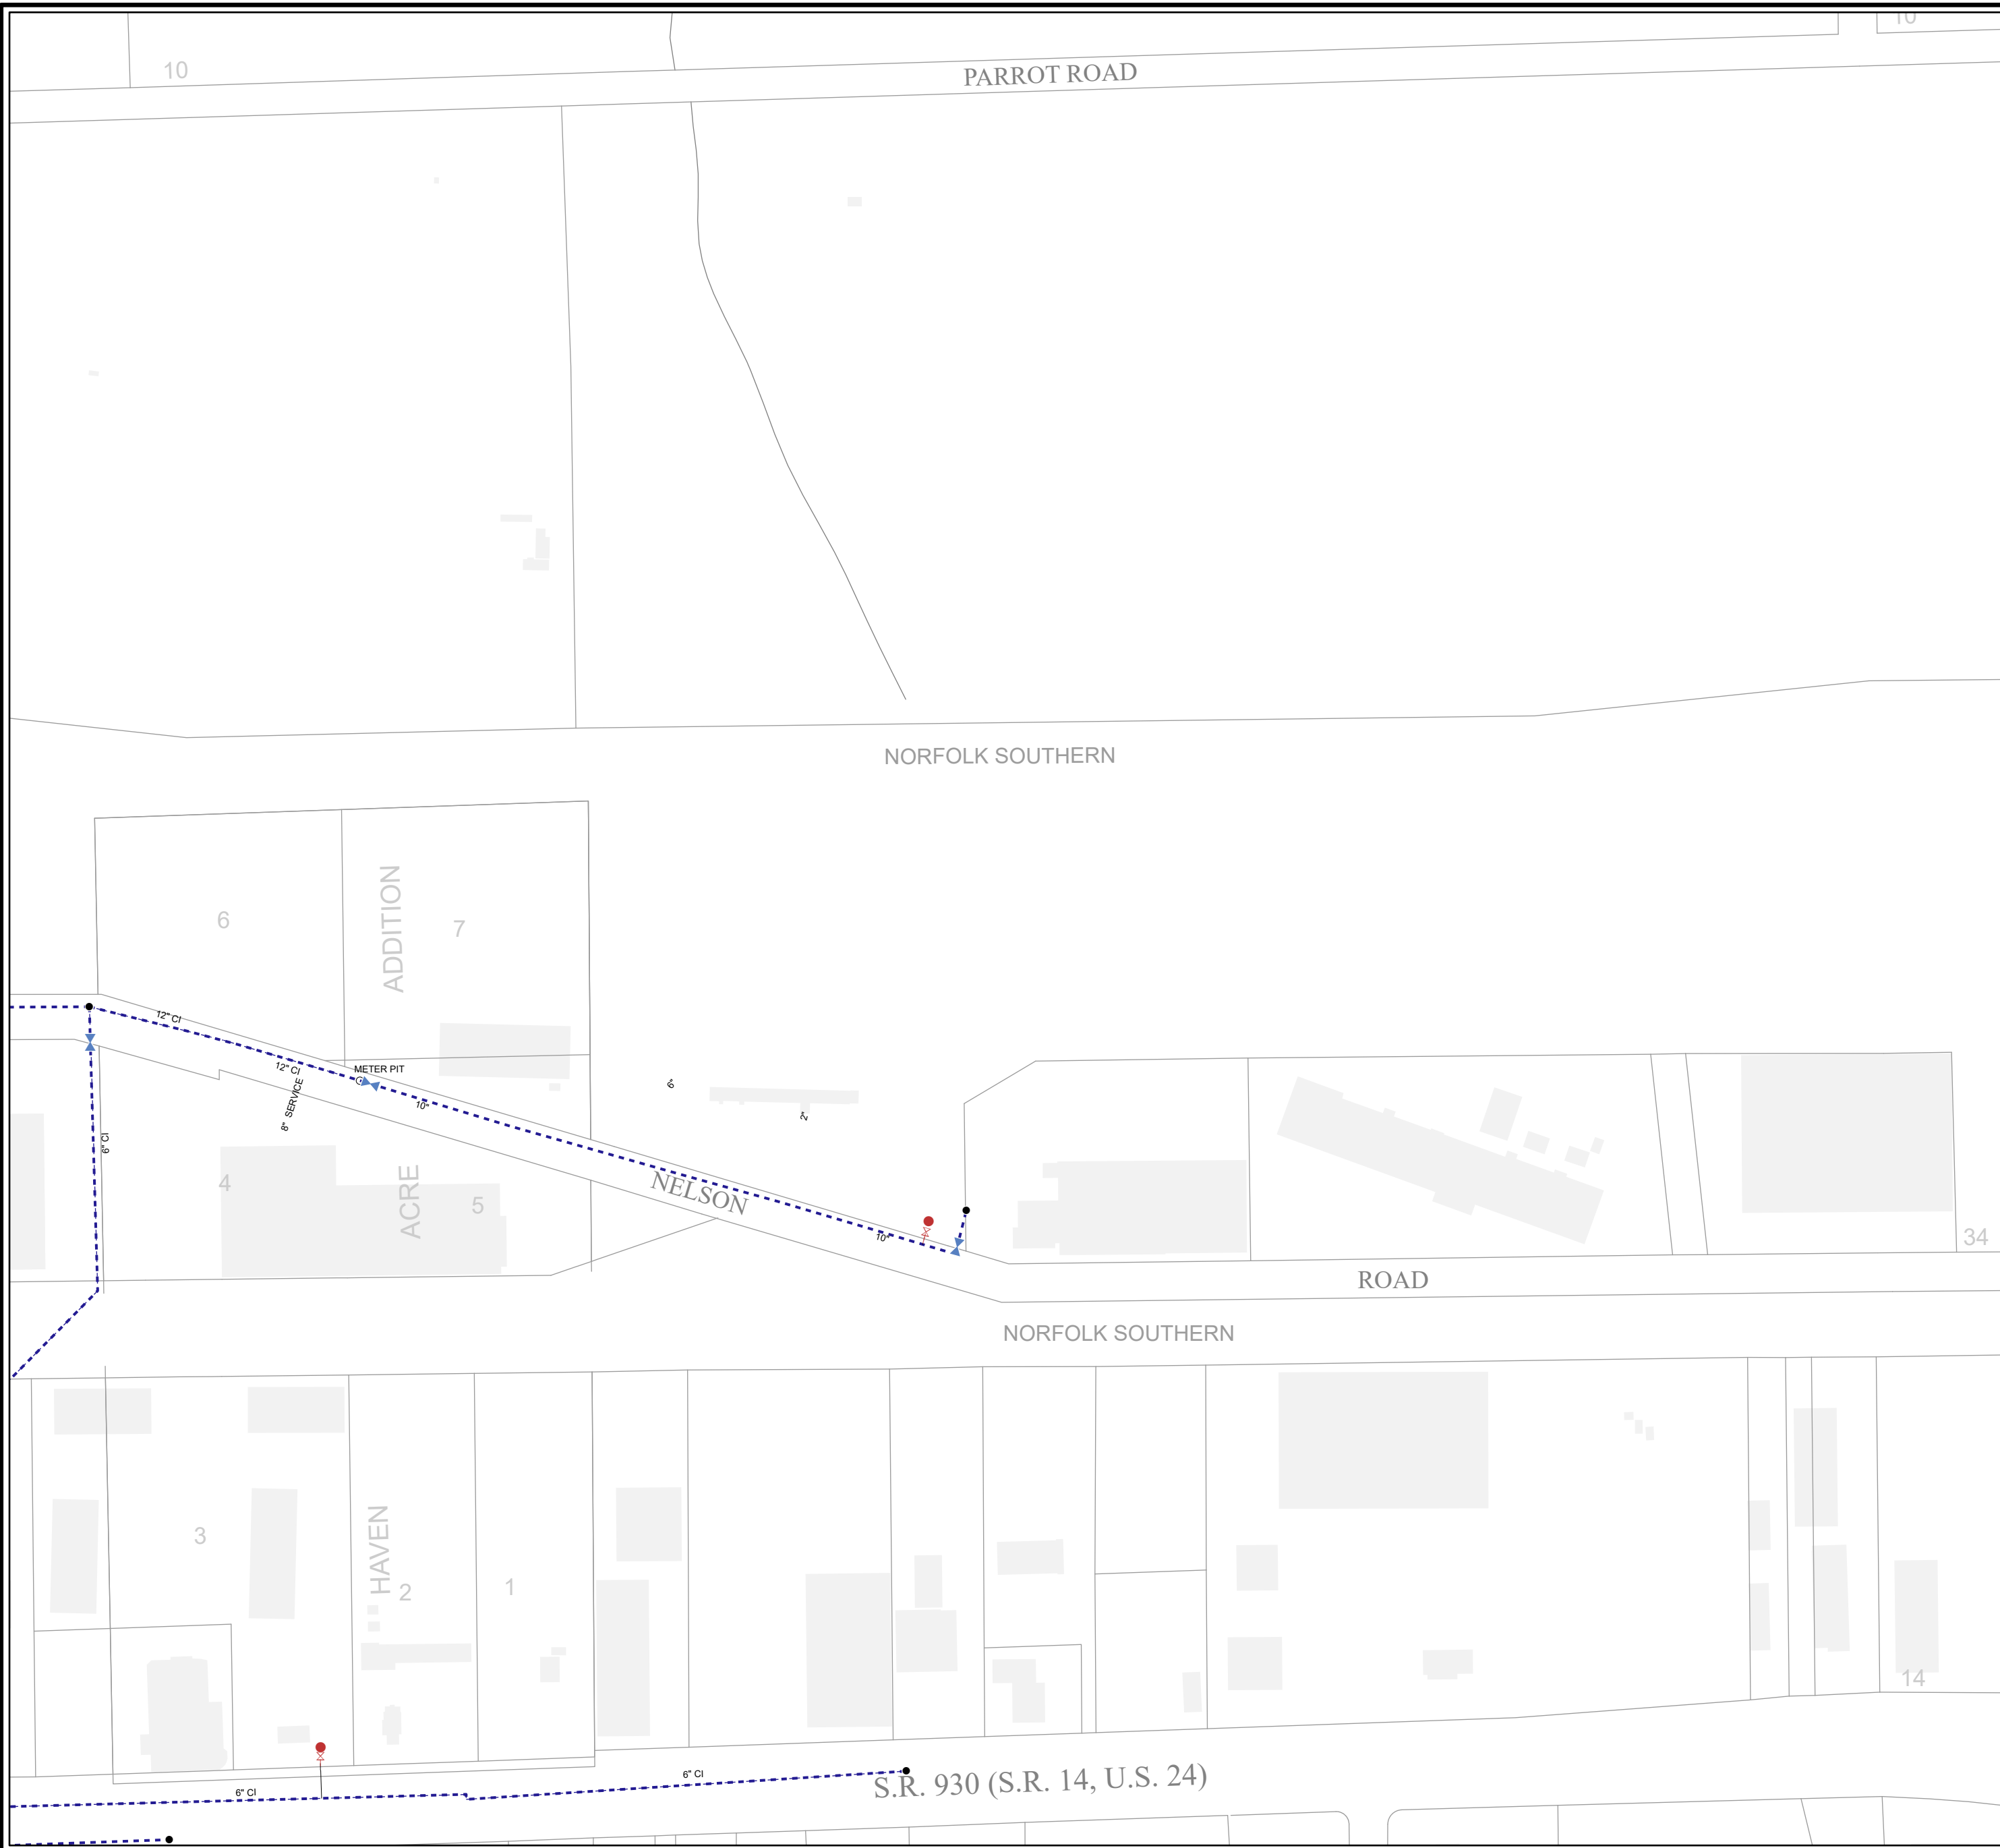 10
10
PARROT ROAD
NORFOLK SOUTHERN
6
ADDITION
7
12" CI
12" CI
METER PIT
8" SERVICE
10"
6"
2"
6" CI
4
ACRE
5
NELSON
10"
34
ROAD
NORFOLK SOUTHERN
3
HAVEN
2
1
14
6" CI
6" CI
S.R. 930 (S.R. 14, U.S. 24)